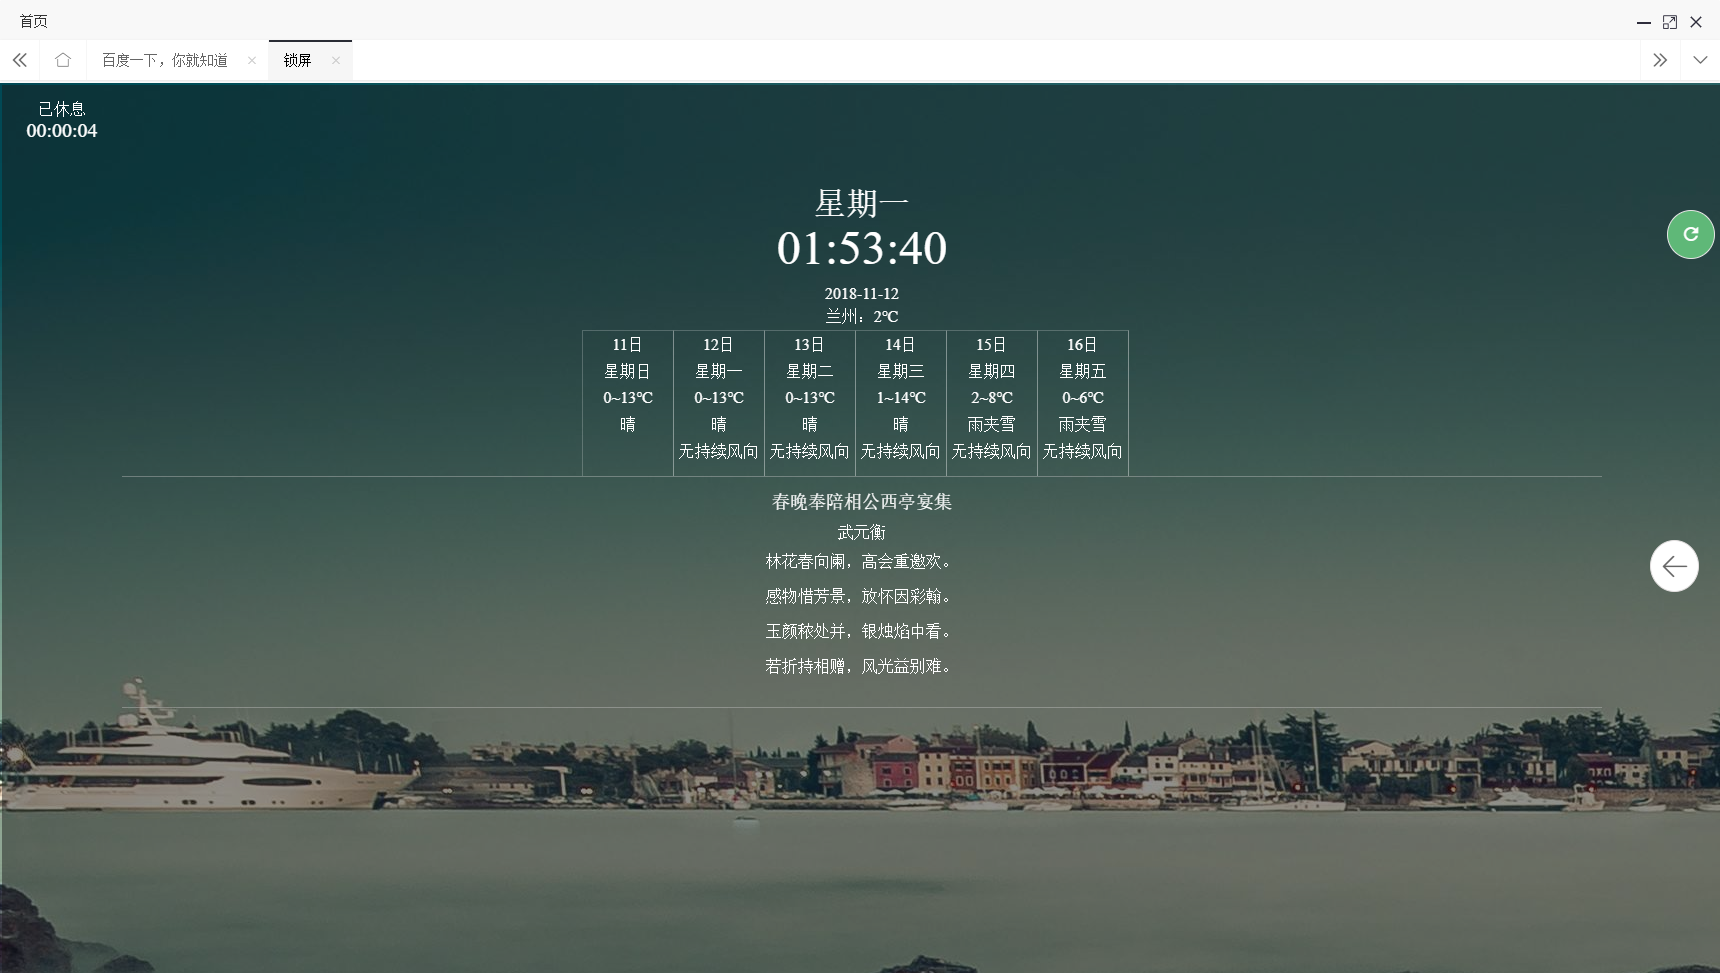 首页
百度一下，你就知道
锁屏
已休息
00:00:04
星期一
01:53:40
2018-11-12
兰州：2℃
11日 12日 13日 14日 15日 16日
星期日 星期一 星期二 星期三 星期四 星期五
0~13℃ 0~13℃ 0~13℃ 1~14℃ 2~8℃ 0~6℃
晴 晴 晴 晴 雨夹雪 雨夹雪
无持续风向 无持续风向 无持续风向 无持续风向 无持续风向
春晚奉陪相公西亭宴集
武元衡
林花春向阑，高会重邀欢。
感物惜芳景，放怀因彩翰。
玉颜秾处并，银烛焰中看。
若折持相赠，风光益别难。